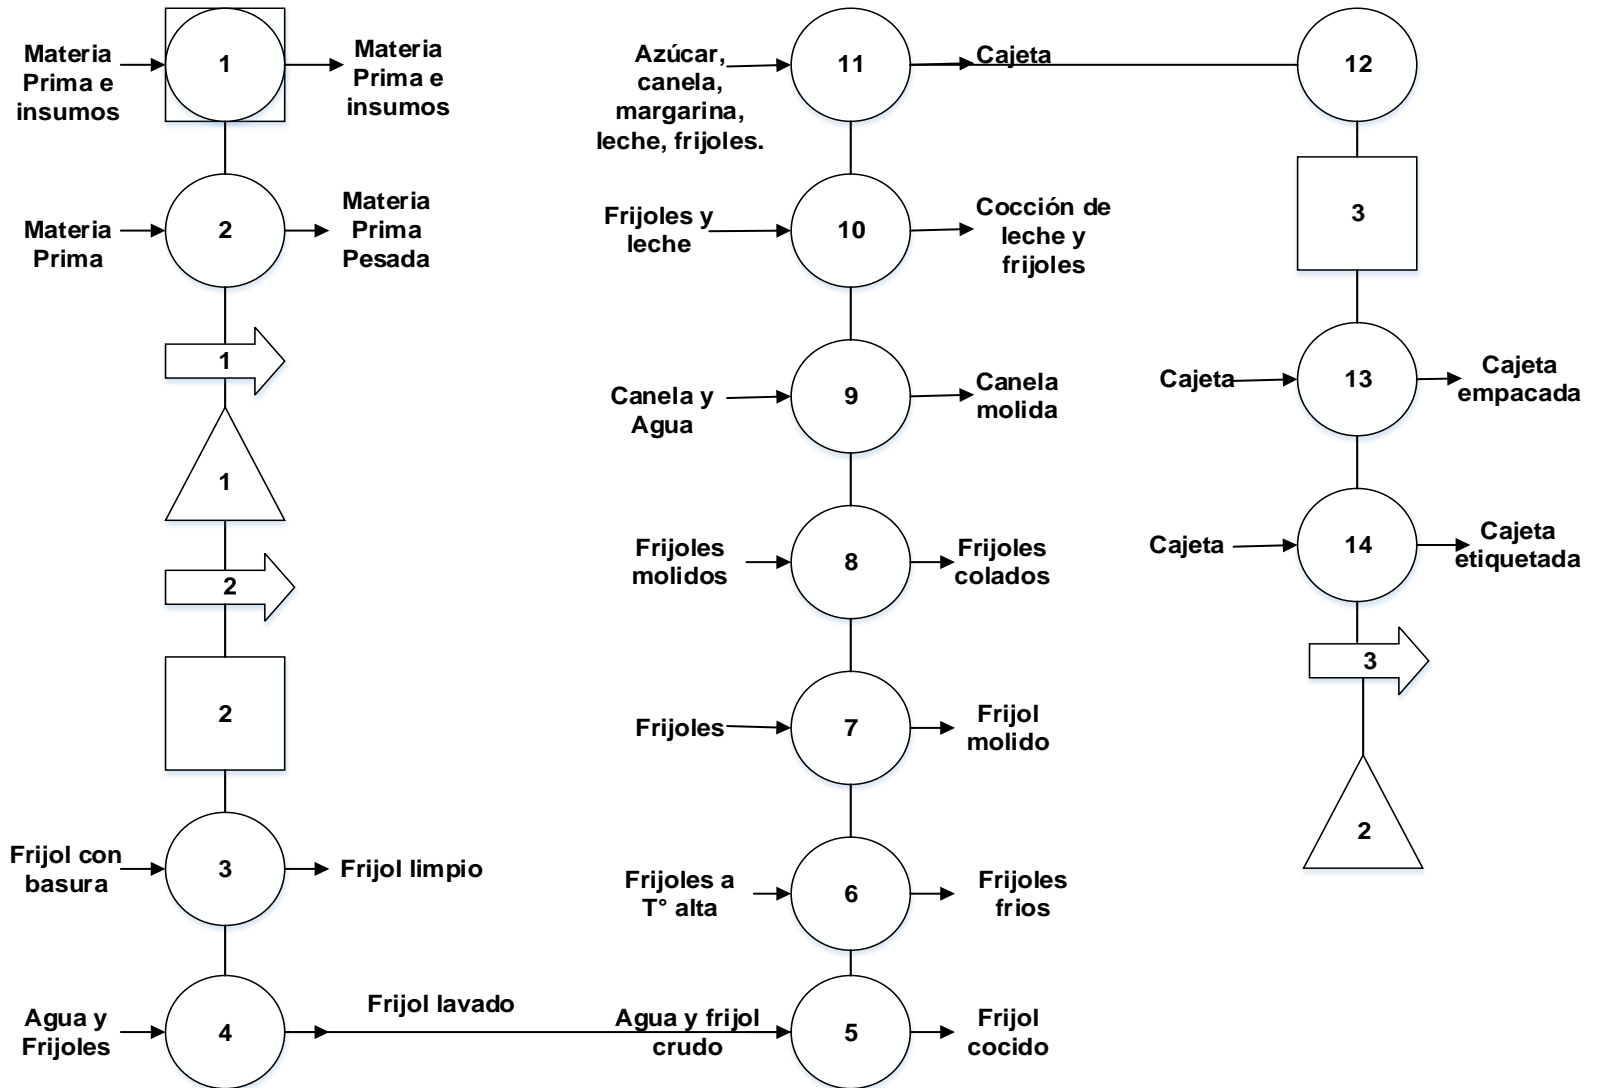 Materia
Prima e
insumos
1
Materia
Prima e
insumos
Materia
Prima
2
Materia
Prima
Pesada
1
1
2
2
Frijol con
basura
3
Frijol limpio
Agua y
Frijoles
4
Frijol lavado
Azúcar,
canela,
margarina,
leche, frijoles.
11
Cajeta
Frijoles y
leche
10
Cocción de
leche y
frijoles
Canela y
Agua
9
Canela
molida
Frijoles
molidos
8
Frijoles
colados
Frijoles
7
Frijol
molido
Frijoles a
T° alta
6
Frijoles
frios
Agua y frijol
crudo
5
Frijol
cocido
12
3
Cajeta
13
Cajeta
empacada
Cajeta
14
Cajeta
etiquetada
3
2